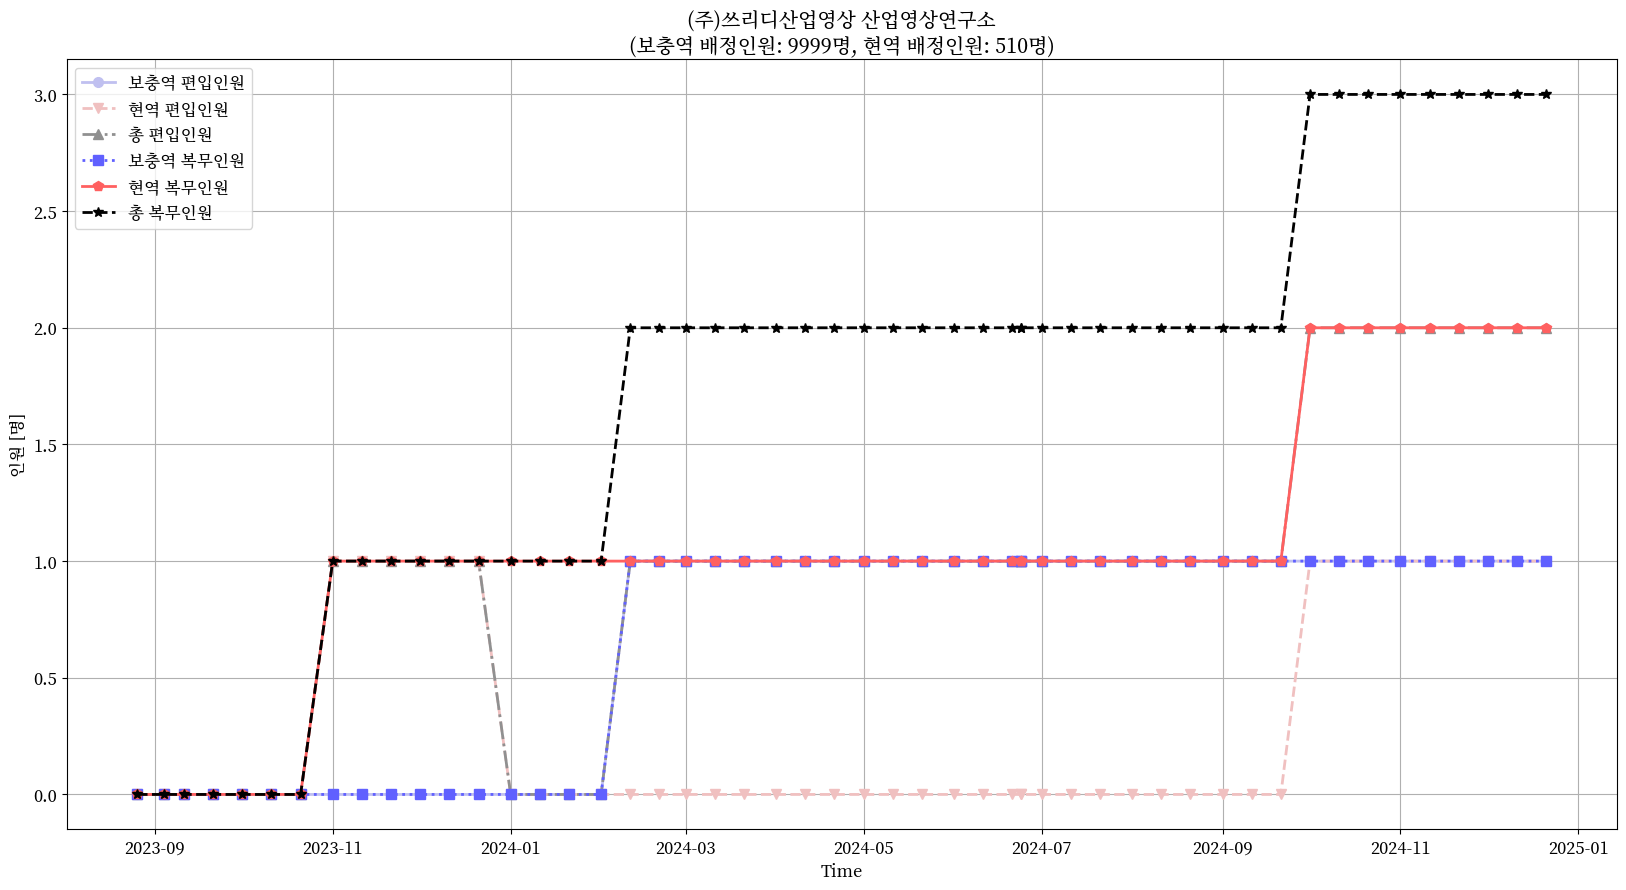 (주)쓰리디산업영상 산업영상연구소
(보충역 배정인원: 9999명, 현역 배정인원: 510명)
보충역 편입인원
현역 편입인원
총 편입인원
보충역 복무인원
현역 복무인원
총 복무인원
3.0
2.5
2.0
1.5
1.0
0.5
0.0
인원 [명]
2023-09
2023-11
2024-01
2024-03
2024-05
2024-07
2024-09
2024-11
2025-01
Time